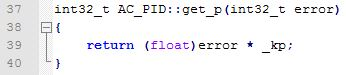 37 int32_t AC_PID::get_p(int32_t error)
38 {
39 return (float)error * _kp;
40 }